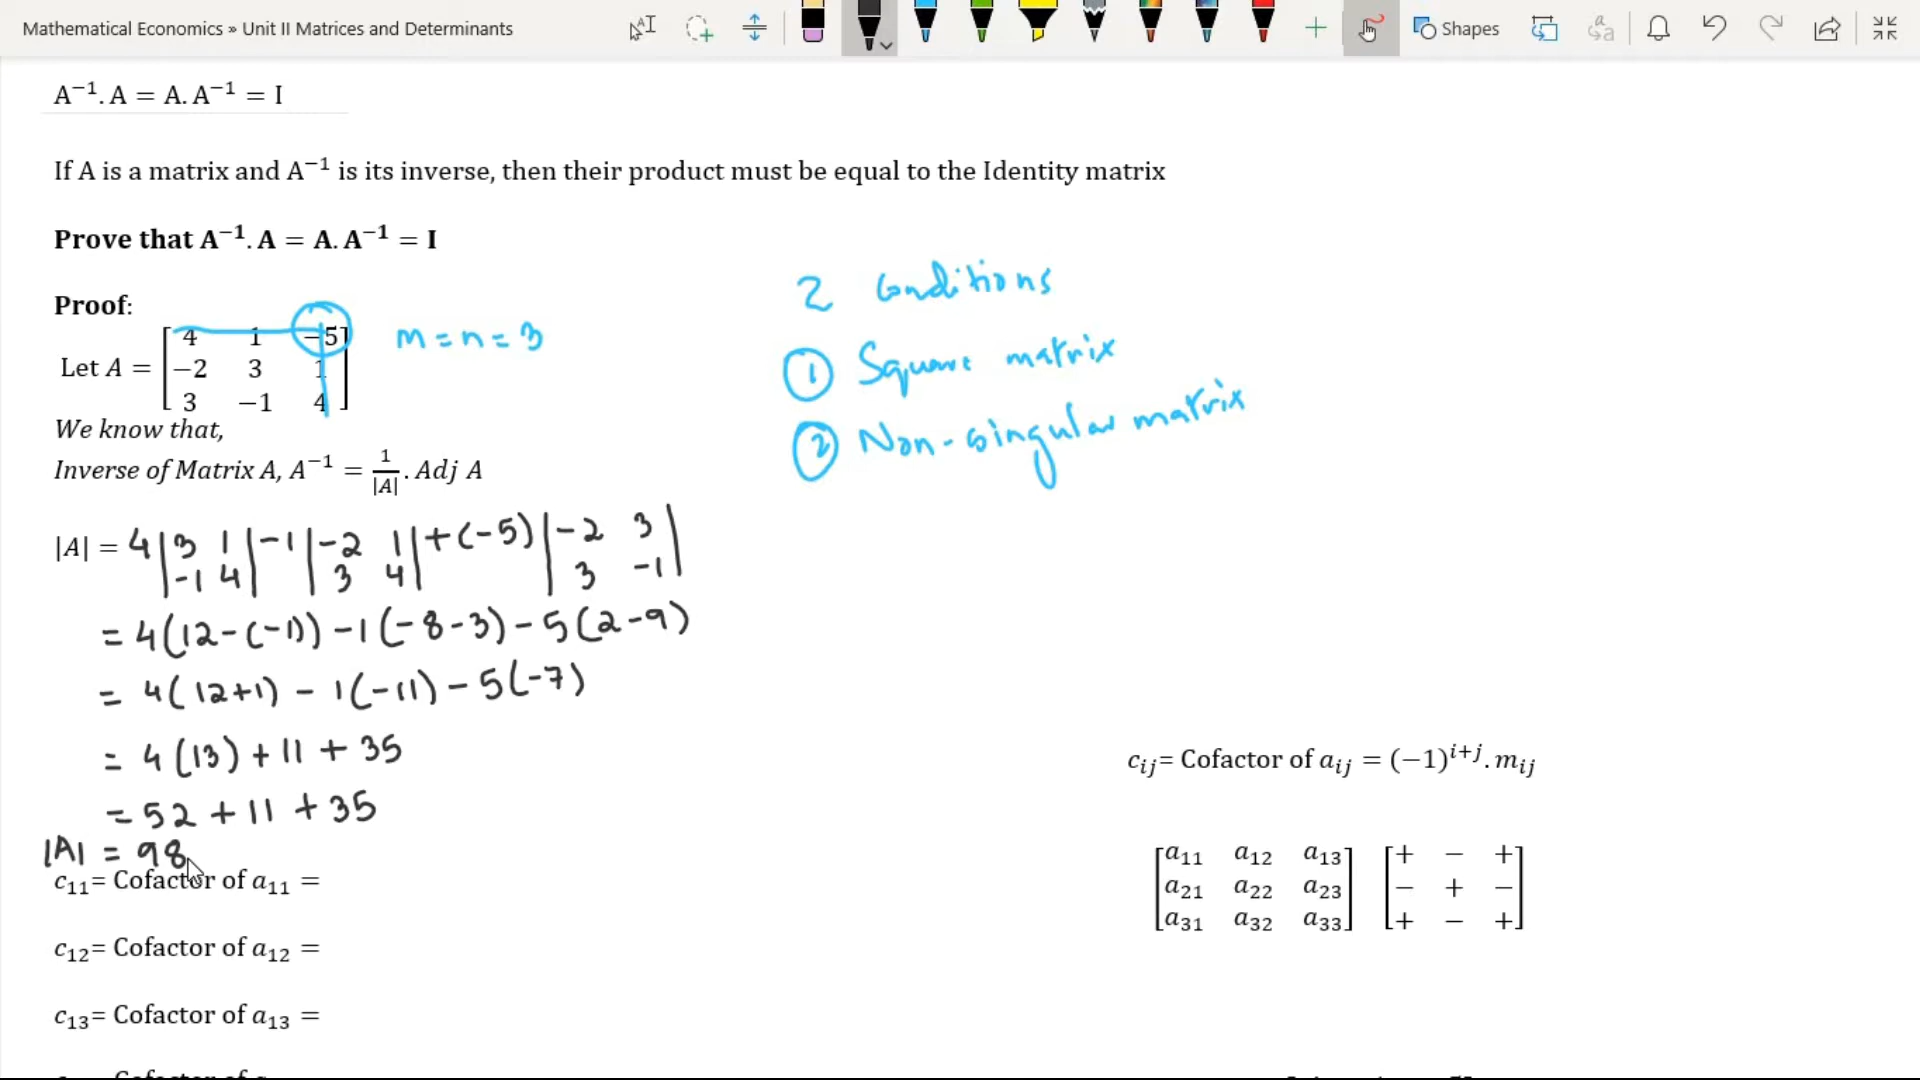 Mathematical Economics » Unit II Matrices and Determinants
Shapes
A⁻¹. A = A. A⁻¹ = I
If A is a matrix and A⁻¹ is its inverse, then their product must be equal to the Identity matrix
Prove that A⁻¹. A = A. A⁻¹ = I
2 conditions
Proof:
Let A = [4 1 −5
−2 3 1
3 −1 4]
m = n = 3
① Square matrix
② Non-singular matrix
We know that,
Inverse of Matrix A, A⁻¹ = 1/|A| . Adj A
|A| = 4 |3 1| -1 |-2 1| +(-5) |-2 3|
|-1 4| |3 4| |3 -1|
= 4(12-(-1)) -1(-8-3) -5(2-9)
= 4(12+1) - 1(-11) - 5(-7)
= 4(13) + 11 + 35
= 52 + 11 + 35
|A| = 98
c₁₁= Cofactor of a₁₁ =
c₁₂= Cofactor of a₁₂ =
c₁₃= Cofactor of a₁₃ =
cᵢⱼ= Cofactor of aᵢⱼ = (−1)ⁱ⁺ʲ. mᵢⱼ
[a₁₁ a₁₂ a₁₃ [+ − +
a₂₁ a₂₂ a₂₃ − + −
a₃₁ a₃₂ a₃₃] + − +]